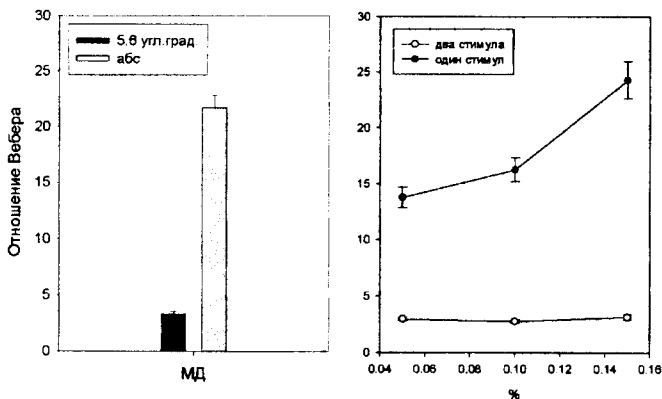 Отношение Вебера
30
25
20
15
10
5
0
5.6 угл.град
абс
МД
30
25
20
15
10
5
0
два стимула
один стимул
0.04 0.06 0.08 0.10 0.12 0.14 0.16
%